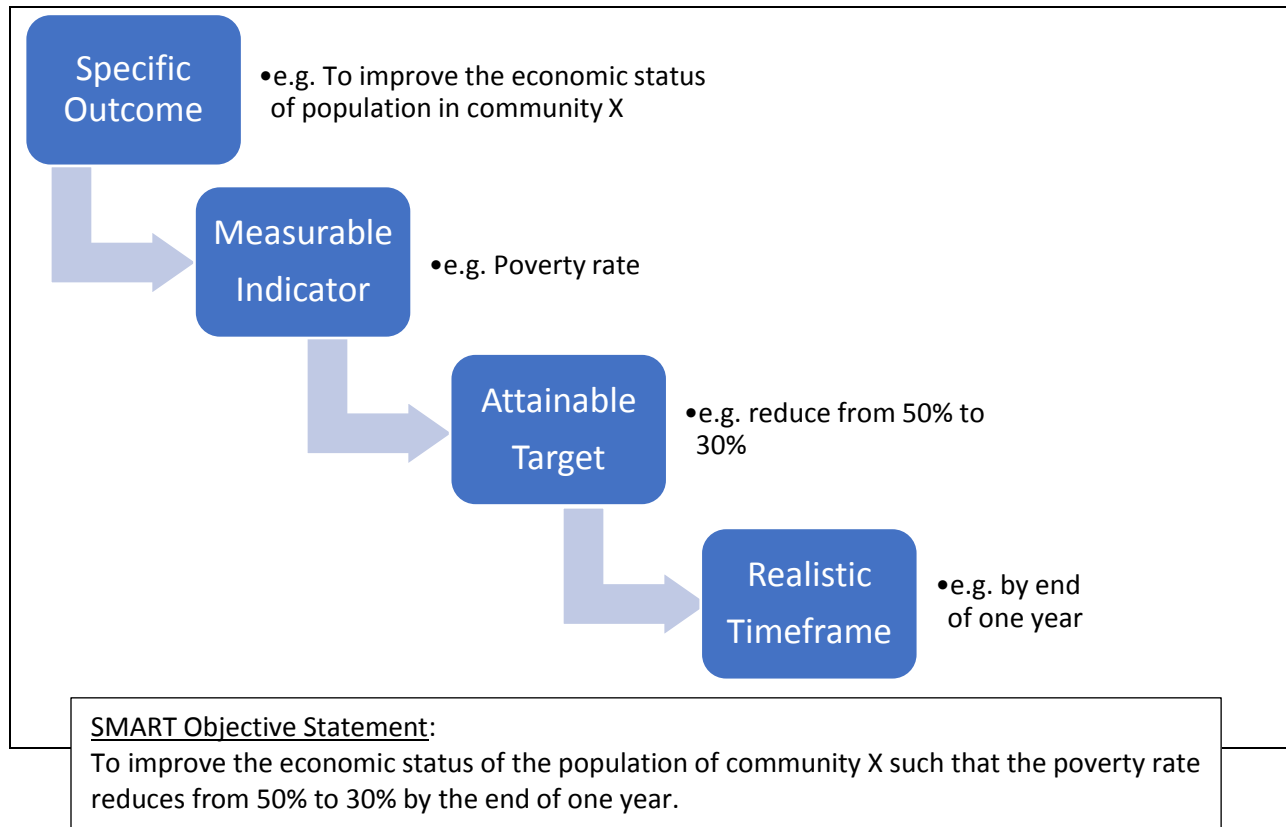 Specific
Outcome
•e.g. To improve the economic status
of population in community X
Measurable
Indicator
•e.g. Poverty rate
Attainable
Target
•e.g. reduce from 50% to
30%
Realistic
Timeframe
•e.g. by end
of one year
SMART Objective Statement:
To improve the economic status of the population of community X such that the poverty rate
reduces from 50% to 30% by the end of one year.